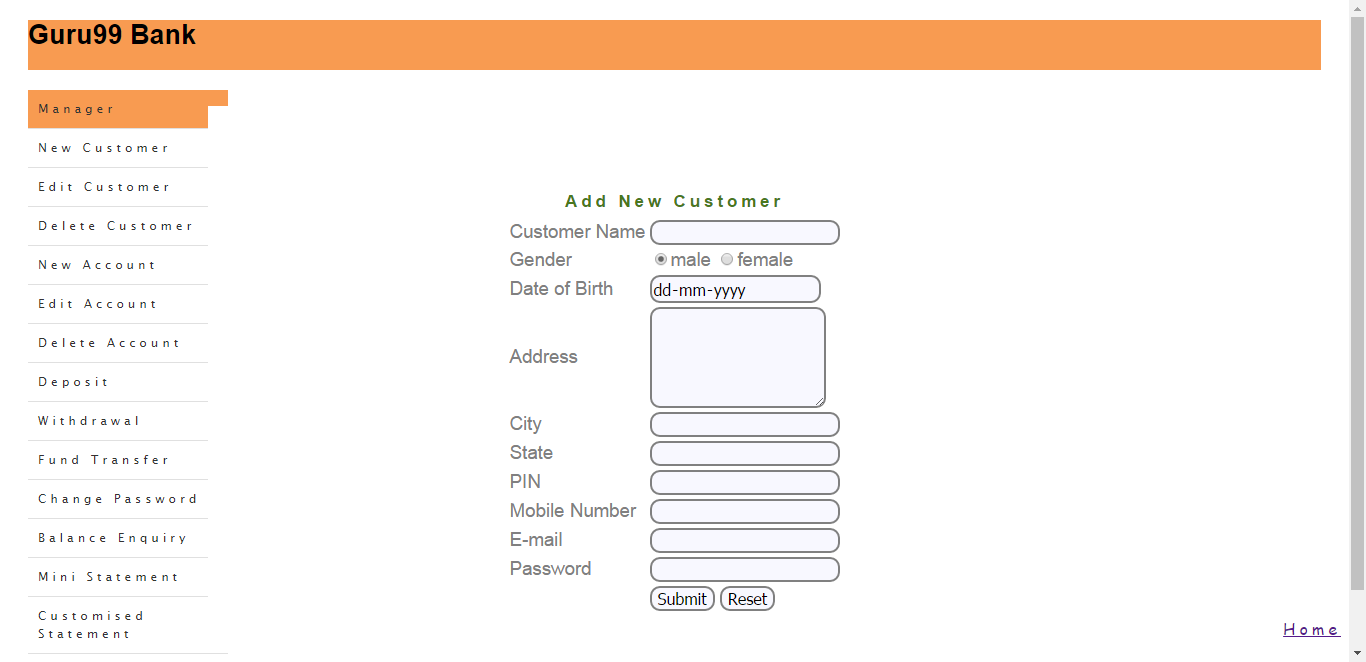 Guru99 Bank
Manager
New Customer
Edit Customer
Delete Customer
New Account
Edit Account
Delete Account
Deposit
Withdrawal
Fund Transfer
Change Password
Balance Enquiry
Mini Statement
Customised
Statement
Add New Customer
Customer Name
Gender male female
Date of Birth dd-mm-yyyy
Address
City
State
PIN
Mobile Number
E-mail
Password
Submit Reset
Home